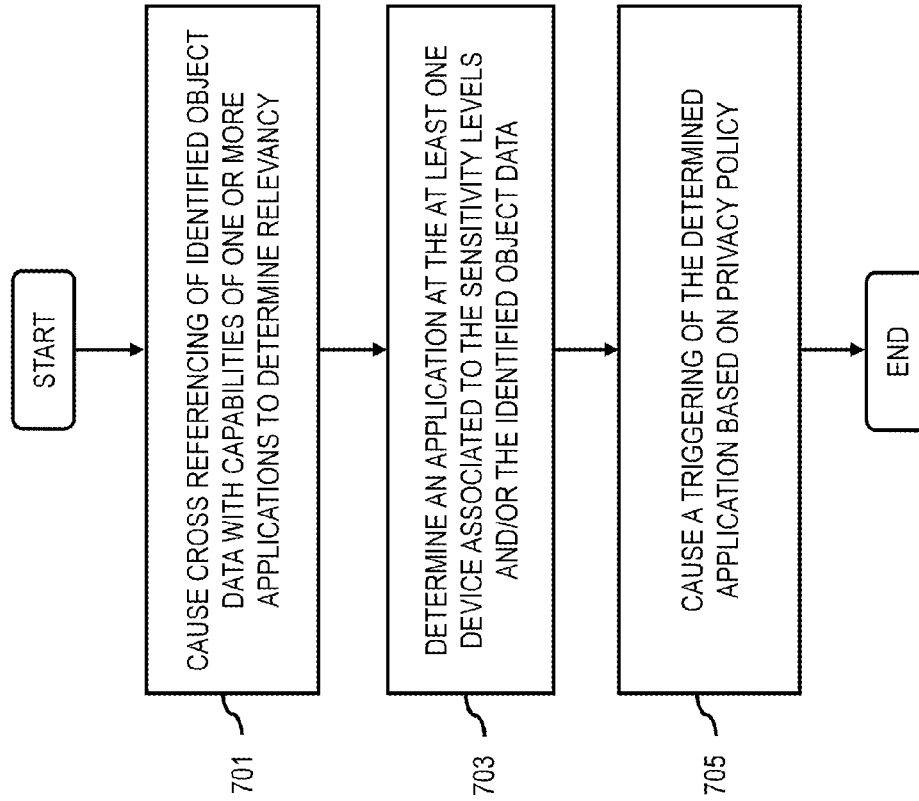 START
701
CAUSE CROSS REFERENCING OF IDENTIFIED OBJECT
DATA WITH CAPABILITIES OF ONE OR MORE
APPLICATIONS TO DETERMINE RELEVANCY
703
DETERMINE AN APPLICATION AT THE AT LEAST ONE
DEVICE ASSOCIATED TO THE SENSITIVITY LEVELS
AND/OR THE IDENTIFIED OBJECT DATA
705
CAUSE A TRIGGERING OF THE DETERMINED
APPLICATION BASED ON PRIVACY POLICY
END